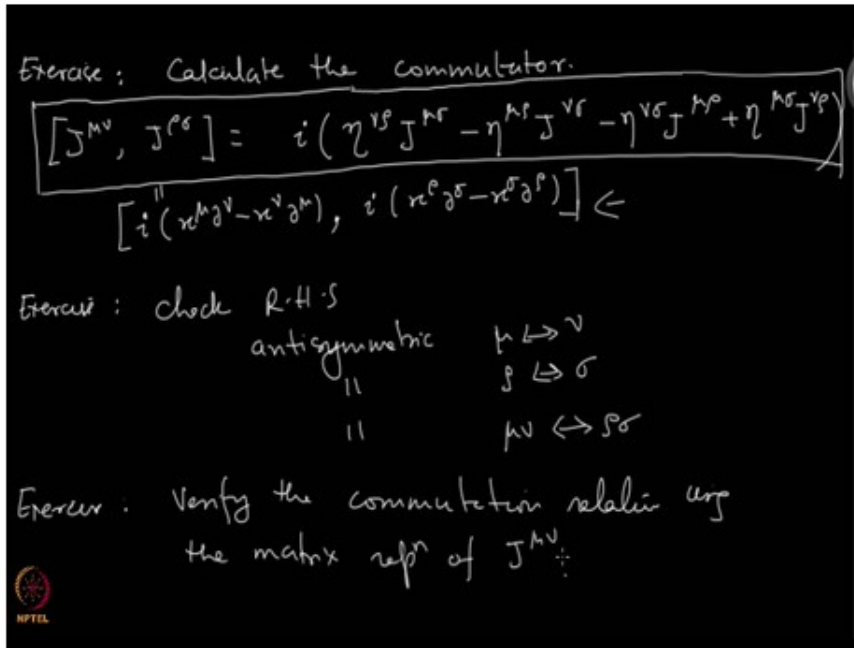 Exercise: Calculate the commutator.
[J^{μν}, J^{ρσ}] = i(η^{νρ} J^{μσ} - η^{μρ} J^{νσ} - η^{νσ} J^{μρ} + η^{μσ} J^{νρ})
"
[i(x^μ∂^ν - x^ν∂^μ), i(x^ρ∂^σ - x^σ∂^ρ)] ⇐
Exercise: check R.H.S
antisymmetric μ ↔ ν
" ρ ↔ σ
" μν ↔ ρσ
Exercise: Verify the commutation relation using
the matrix repⁿ of J^{μν}
NPTEL